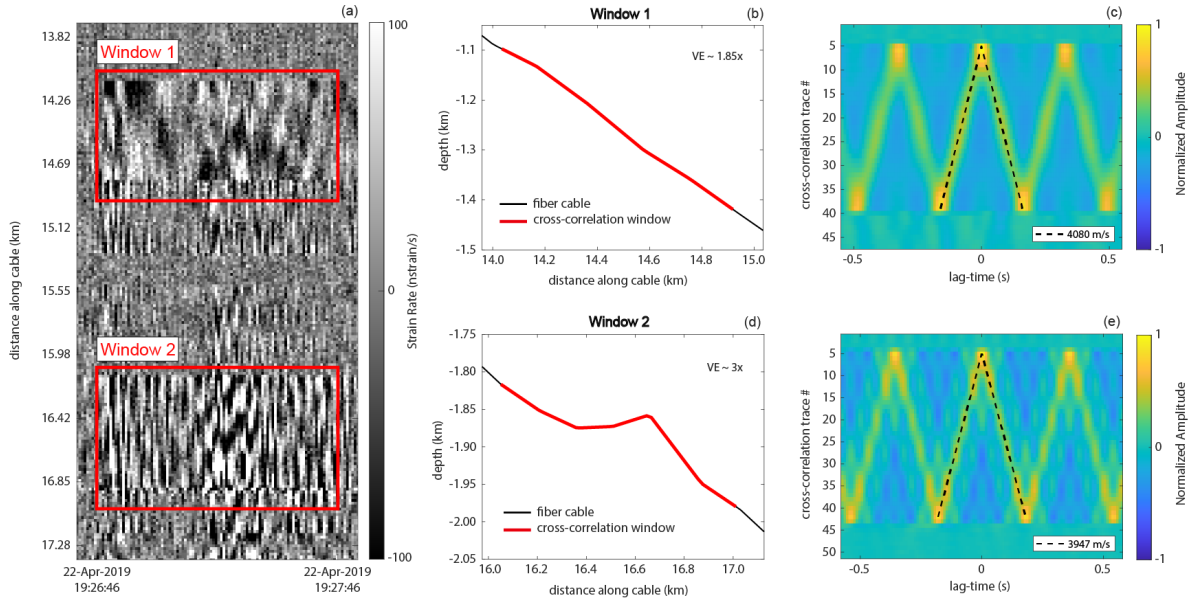 (a)
13.82
14.26
14.69
15.12
15.55
15.98
16.42
16.85
17.28
distance along cable (km)
Window 1
Window 2
22-Apr-2019
19:26:46
22-Apr-2019
19:27:46
100
0
-100
Strain Rate (nstrain/s)
Window 1
(b)
VE ~ 1.85x
-1.1
-1.2
-1.3
-1.4
-1.5
depth (km)
fiber cable
cross-correlation window
14.0
14.2
14.4
14.6
14.8
15.0
distance along cable (km)
(c)
5
10
15
20
25
30
35
40
45
cross-correlation trace #
4080 m/s
-0.5
0
0.5
lag-time (s)
1
0
-1
Normalized Amplitude
Window 2
(d)
VE ~ 3x
-1.75
-1.80
-1.85
-1.90
-1.95
-2.00
-2.05
depth (km)
fiber cable
cross-correlation window
16.0
16.2
16.4
16.6
16.8
17.0
distance along cable (km)
(e)
5
10
15
20
25
30
35
40
45
50
cross-correlation trace #
3947 m/s
-0.5
0
0.5
lag-time (s)
1
0
-1
Normalized Amplitude